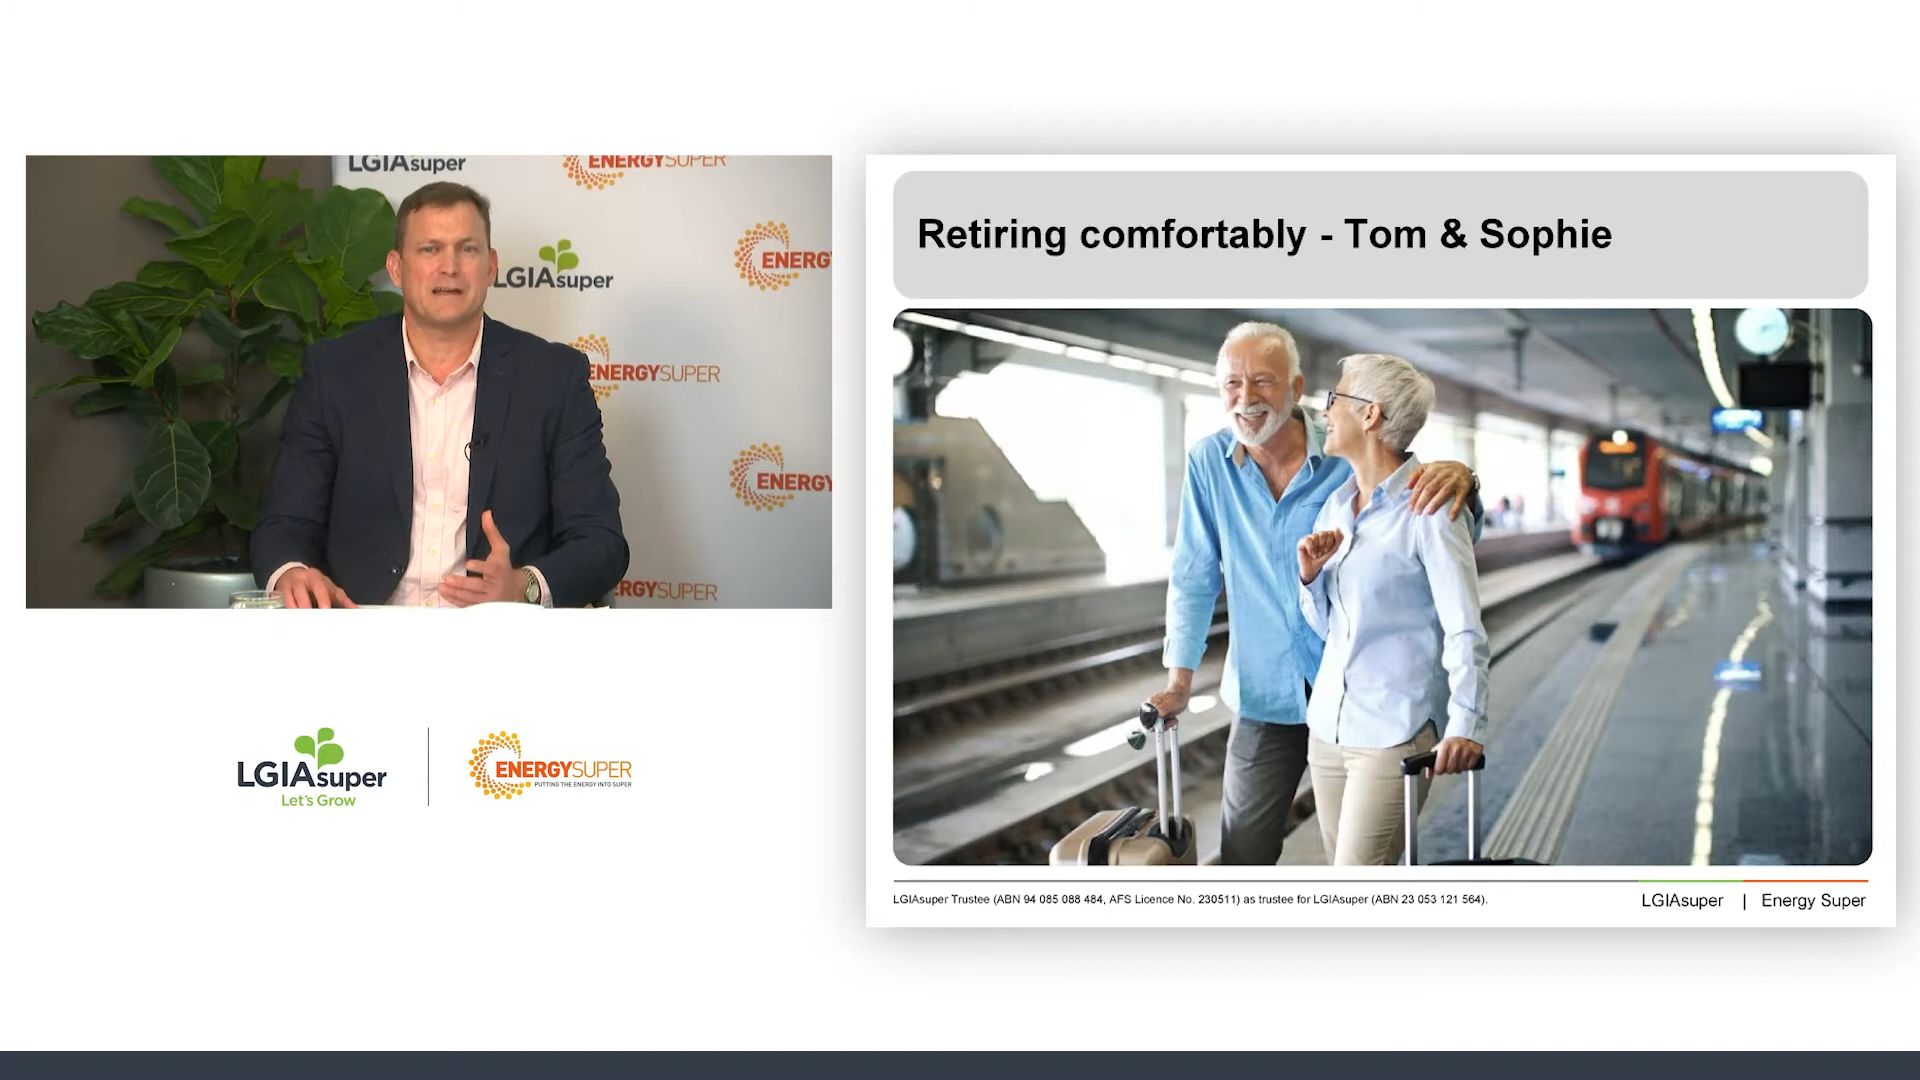 LGIAsuper
ENERGYSUPER
LGIAsuper
ENERG
ENERGYSUPER
ENERGY
RGYSUPER
LGIAsuper
Let's Grow
ENERGYSUPER
PUTTING THE ENERGY INTO SUPER
Retiring comfortably - Tom & Sophie
LGIAsuper Trustee (ABN 94 085 088 484, AFS Licence No. 230511) as trustee for LGIAsuper (ABN 23 053 121 564).
LGIAsuper | Energy Super